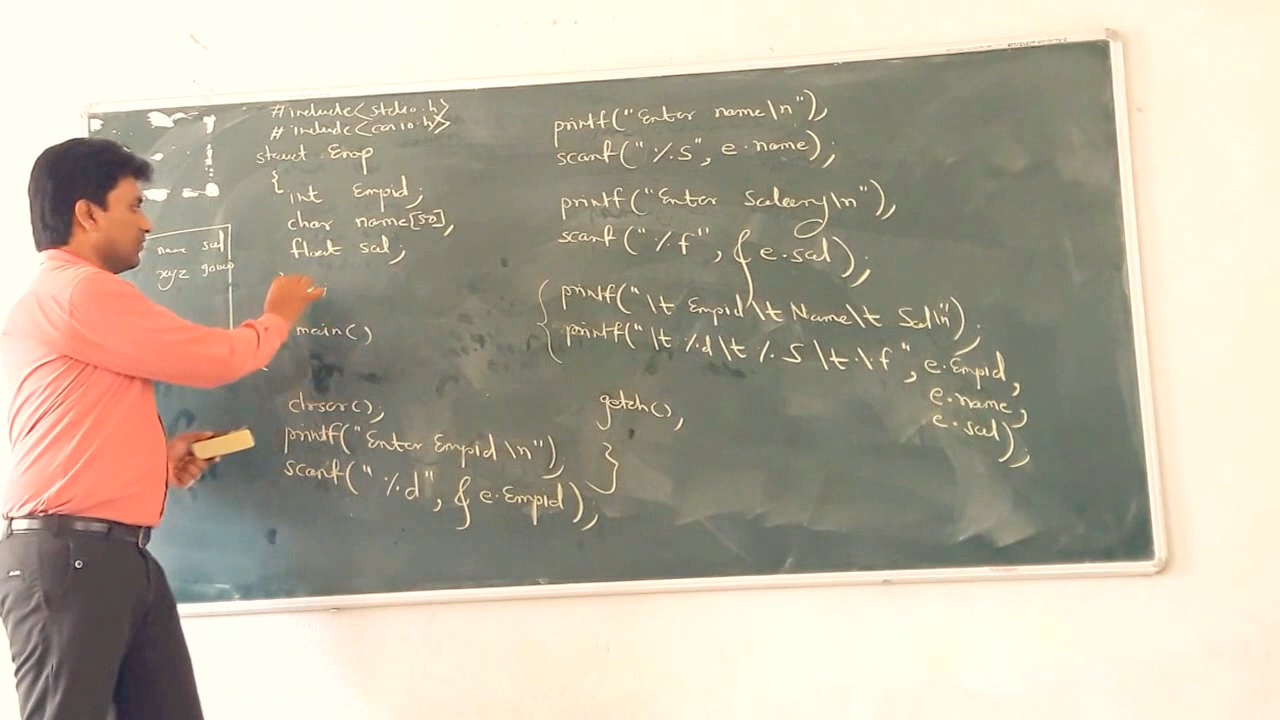 #include<stdio.h>
#include<conio.h>
struct Emp
{
int Empid;
char name[50],
float sal;
}
;
main()
{
clrscr();
printf("Enter Empid \n");
scanf("%d", & e.Empid);
printf("Enter name\n");
scanf("%s", e.name);
printf("Enter \n");
scanf("%f", & e.sal);
printf("\t Empid\t Name\t Sal\n");
printf("\t %d\t %s \t \.f", e.Empid,
e.name,
e.sal);
getch();
}
name sal
xyz